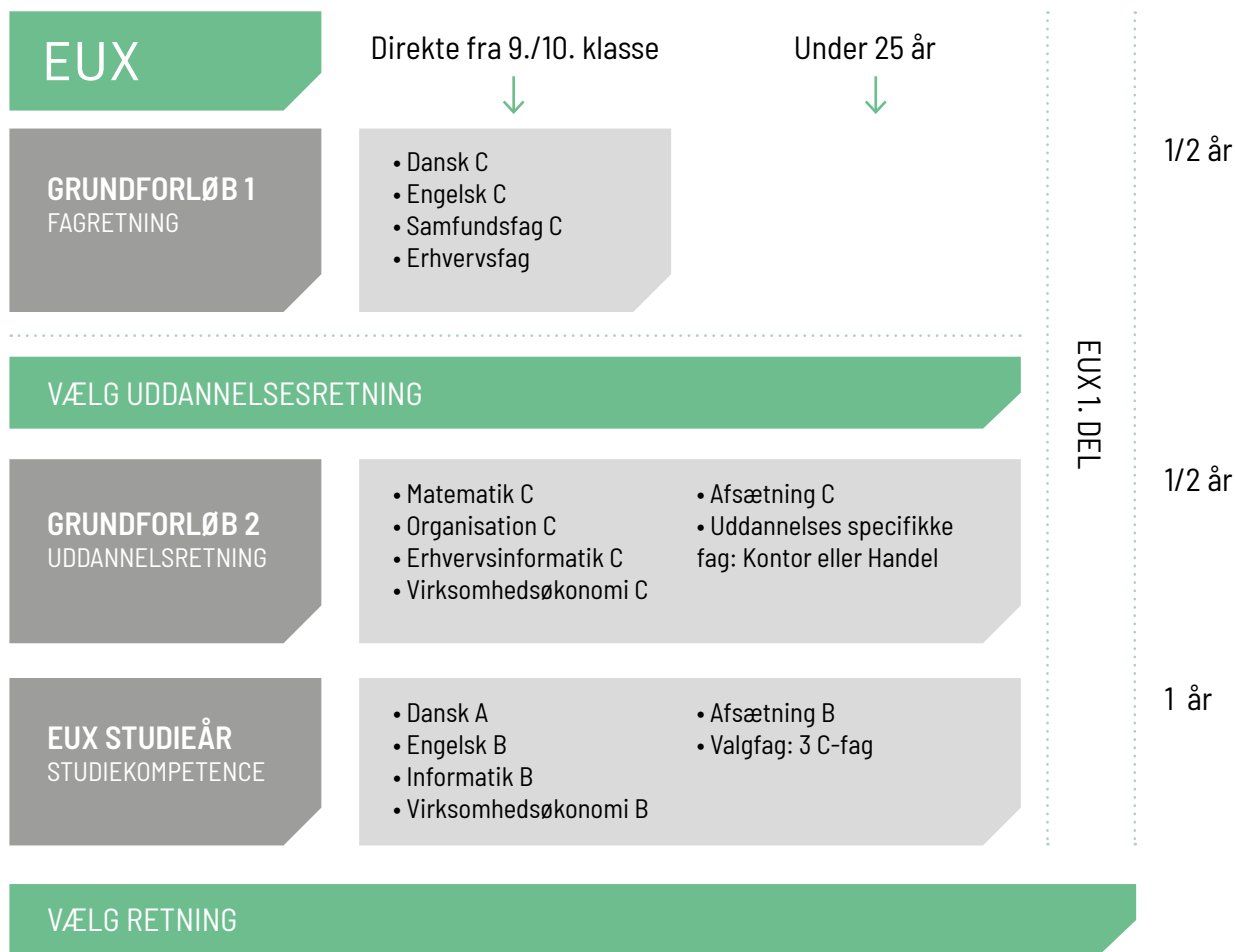 EUX
Direkte fra 9./10. klasse
Under 25 år
GRUNDFORLØB 1
FAGRETNING
• Dansk C
• Engelsk C
• Samfundsfag C
• Erhvervsfag
1/2 år
VÆLG UDDANNELSESRETNING
EUX 1. DEL
GRUNDFORLØB 2
UDDANNELSRETNING
• Matematik C
• Organisation C
• Erhvervsinformatik C
• Virksomhedsøkonomi C
• Afsætning C
• Uddannelses specifikke
fag: Kontor eller Handel
1/2 år
EUX STUDIEÅR
STUDIEKOMPETENCE
• Dansk A
• Engelsk B
• Informatik B
• Virksomhedsøkonomi B
• Afsætning B
• Valgfag: 3 C-fag
1 år
VÆLG RETNING